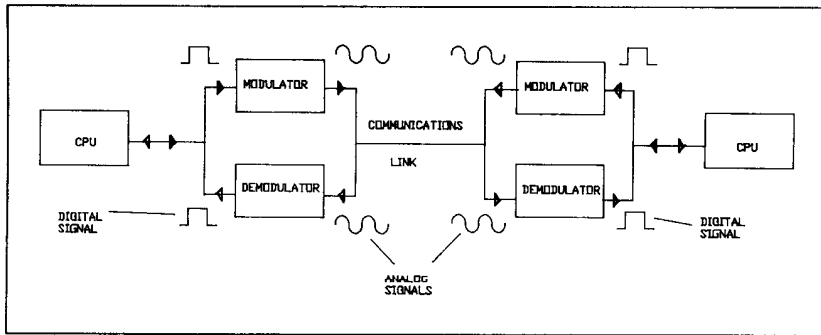 MODULATOR
MODULATOR
COMMUNICATIONS
CPU
CPU
LINK
DEMODULATOR
DEMODULATOR
DIGITAL
SIGNAL
DIGITAL
SIGNAL
ANALOG
SIGNALS